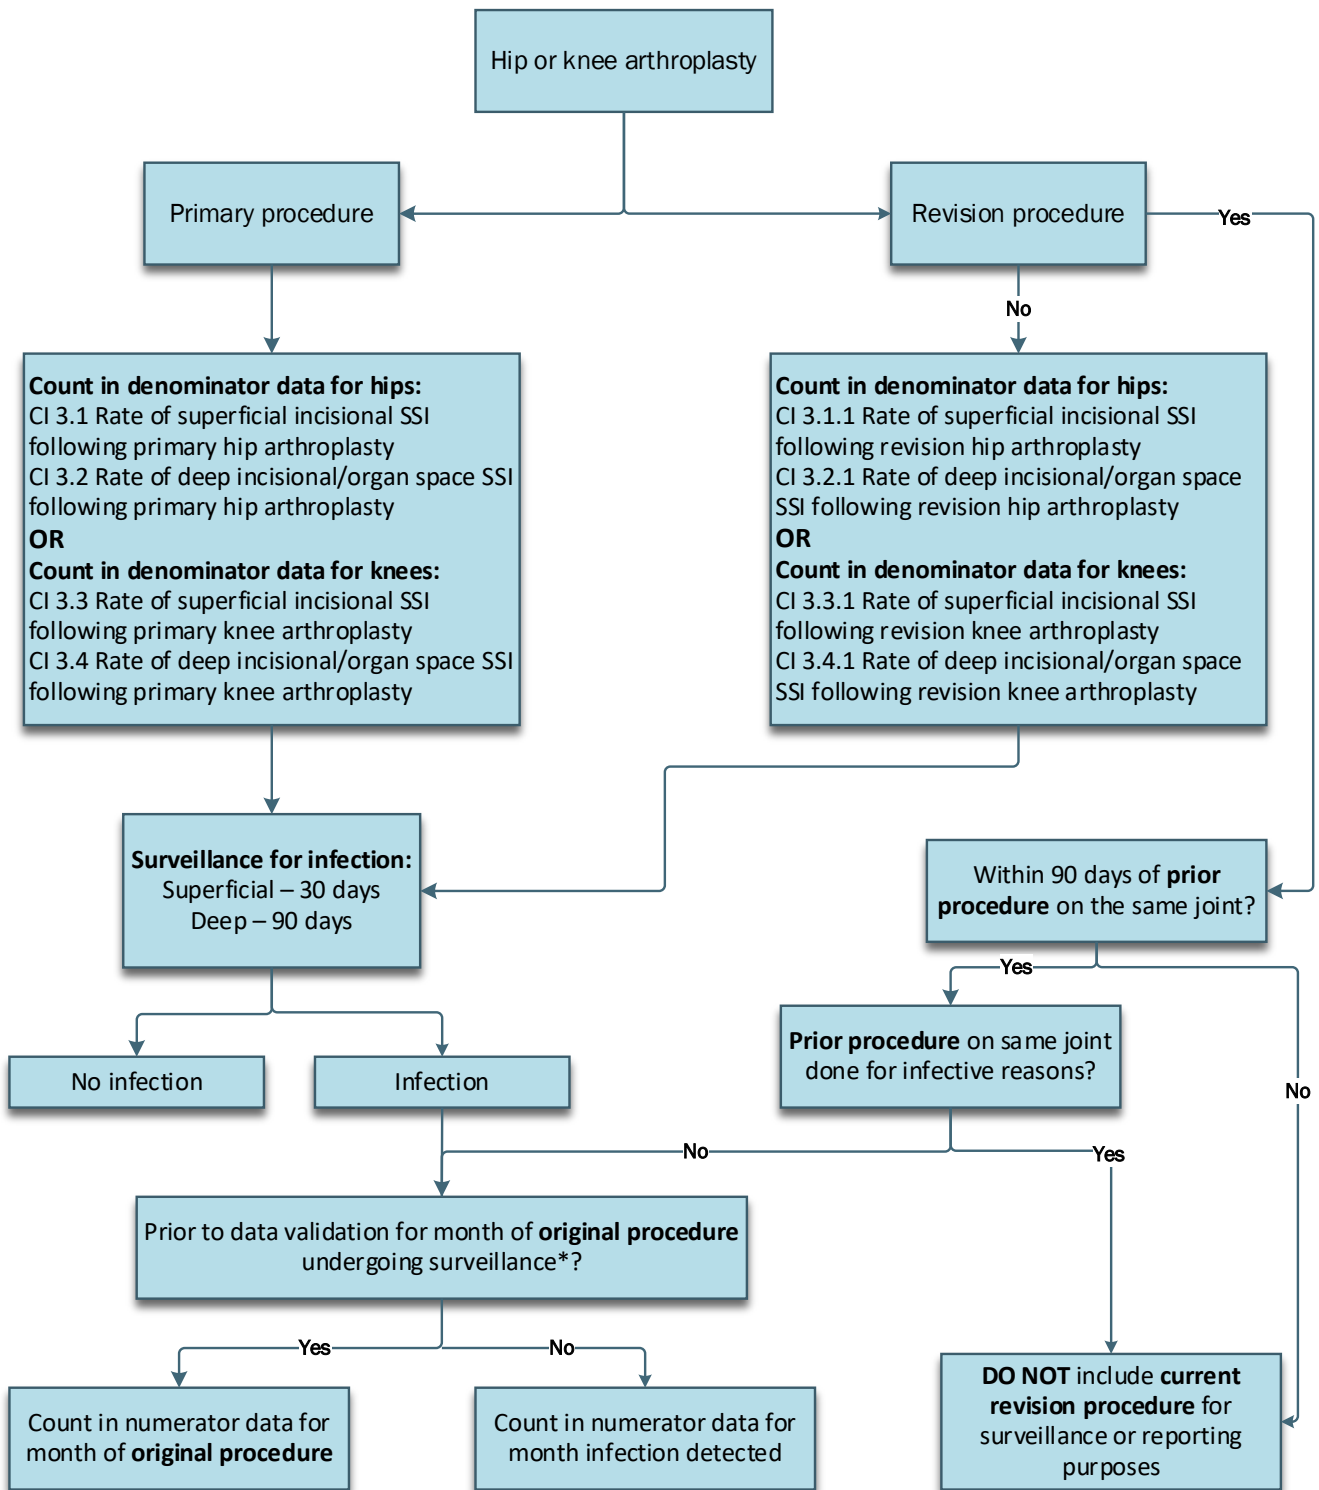 Hip or knee arthroplasty
Primary procedure
Revision procedure
Yes
No
Count in denominator data for hips:
CI 3.1 Rate of superficial incisional SSI
following primary hip arthroplasty
CI 3.2 Rate of deep incisional/organ space SSI
following primary hip arthroplasty
OR
Count in denominator data for knees:
CI 3.3 Rate of superficial incisional SSI
following primary knee arthroplasty
CI 3.4 Rate of deep incisional/organ space SSI
following primary knee arthroplasty
Count in denominator data for hips:
CI 3.1.1 Rate of superficial incisional SSI
following revision hip arthroplasty
CI 3.2.1 Rate of deep incisional/organ space
SSI following revision hip arthroplasty
OR
Count in denominator data for knees:
CI 3.3.1 Rate of superficial incisional SSI
following revision knee arthroplasty
CI 3.4.1 Rate of deep incisional/organ space
SSI following revision knee arthroplasty
Surveillance for infection:
Superficial – 30 days
Deep – 90 days
Within 90 days of prior
procedure on the same joint?
Yes
No
Prior procedure on same joint
done for infective reasons?
No infection
Infection
No
Yes
Prior to data validation for month of original procedure
undergoing surveillance*?
Yes
No
Count in numerator data for
month of original procedure
Count in numerator data for
month infection detected
DO NOT include current
revision procedure for
surveillance or reporting
purposes